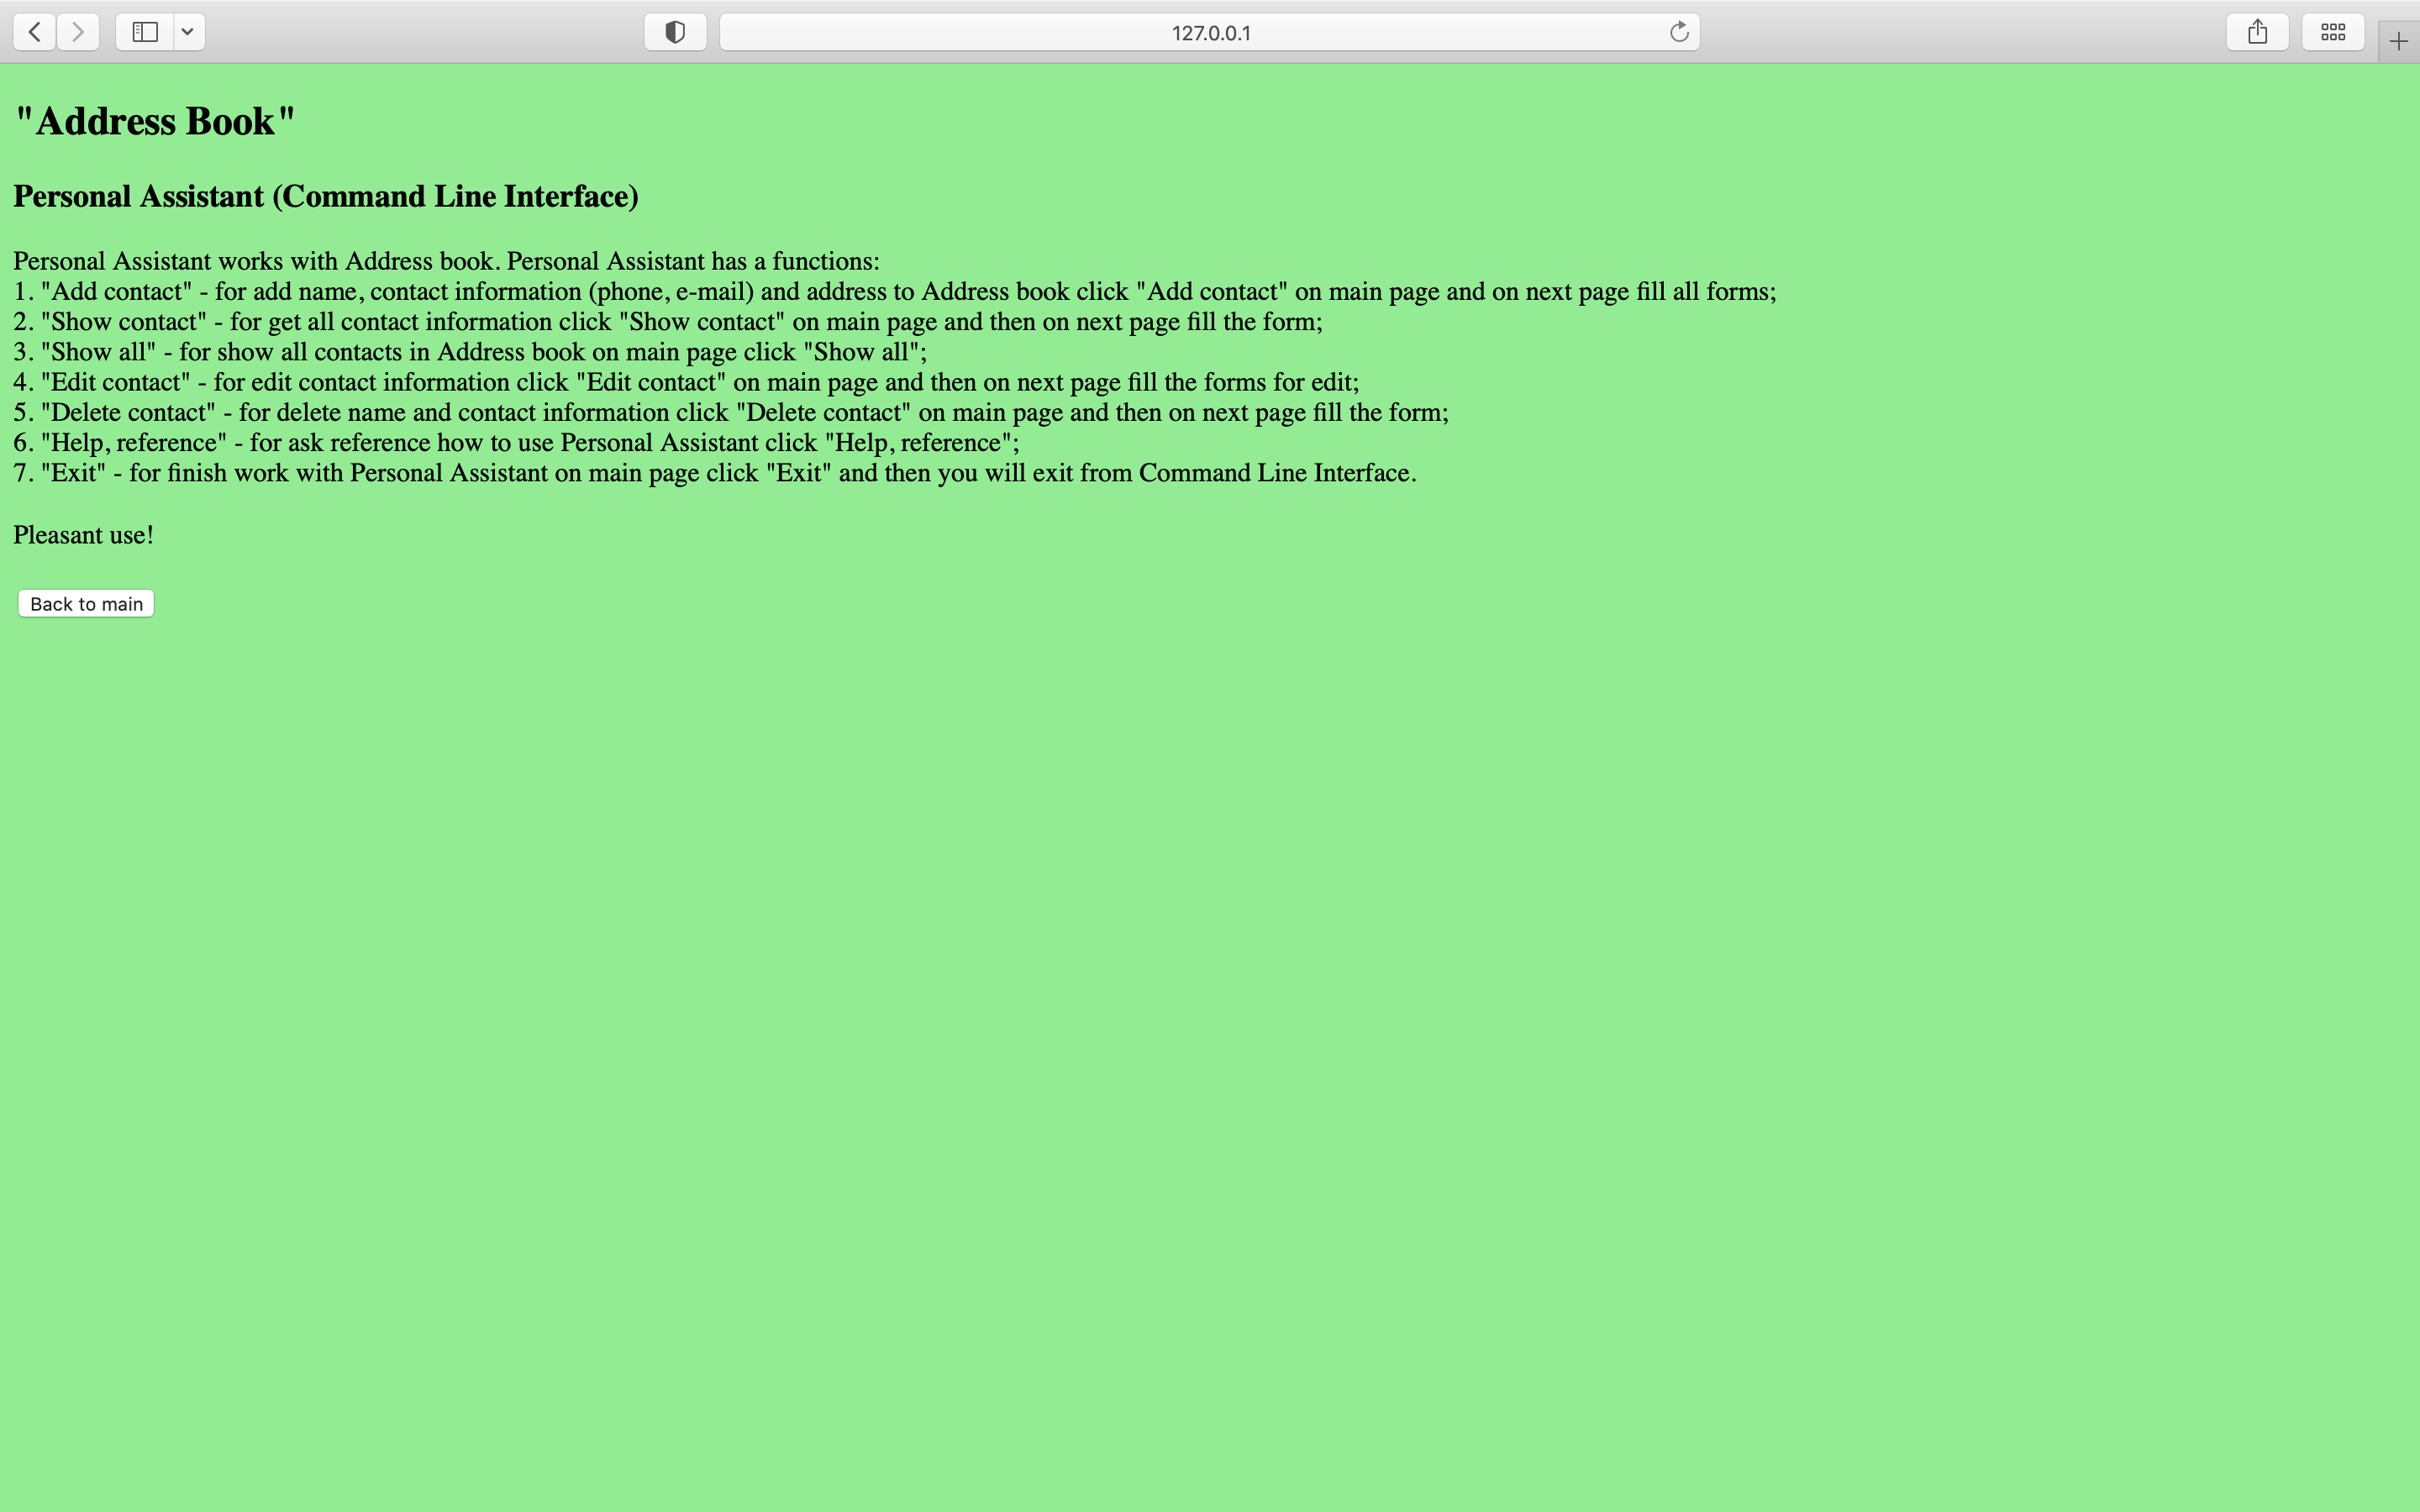 127.0.0.1
"Address Book"
Personal Assistant (Command Line Interface)
Personal Assistant works with Address book. Personal Assistant has a functions:
1. "Add contact" - for add name, contact information (phone, e-mail) and address to Address book click "Add contact" on main page and on next page fill all forms;
2. "Show contact" - for get all contact information click "Show contact" on main page and then on next page fill the form;
3. "Show all" - for show all contacts in Address book on main page click "Show all";
4. "Edit contact" - for edit contact information click "Edit contact" on main page and then on next page fill the forms for edit;
5. "Delete contact" - for delete name and contact information click "Delete contact" on main page and then on next page fill the form;
6. "Help, reference" - for ask reference how to use Personal Assistant click "Help, reference";
7. "Exit" - for finish work with Personal Assistant on main page click "Exit" and then you will exit from Command Line Interface.
Pleasant use!
Back to main